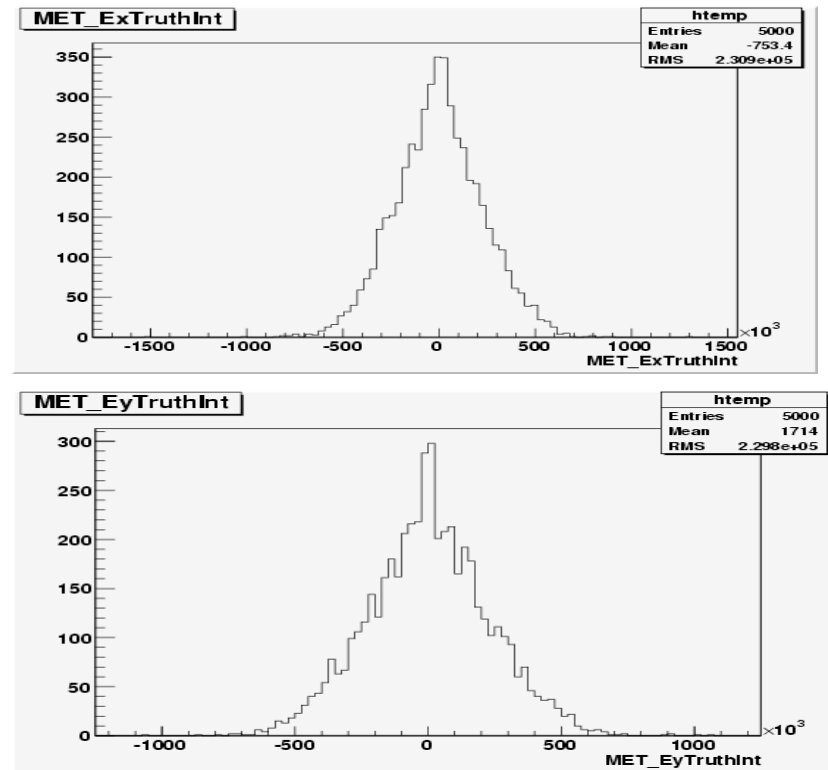 MET_ExTruthInt
htemp
Entries 5000
Mean -753.4
RMS 2.309e+05
350
300
250
200
150
100
50
0
-1500 -1000 -500 0 500 1000 1500 ×10³
MET_ExTruthInt
MET_EyTruthInt
htemp
Entries 5000
Mean 1714
RMS 2.298e+05
300
250
200
150
100
50
0
-1000 -500 0 500 1000 ×10³
MET_EyTruthInt